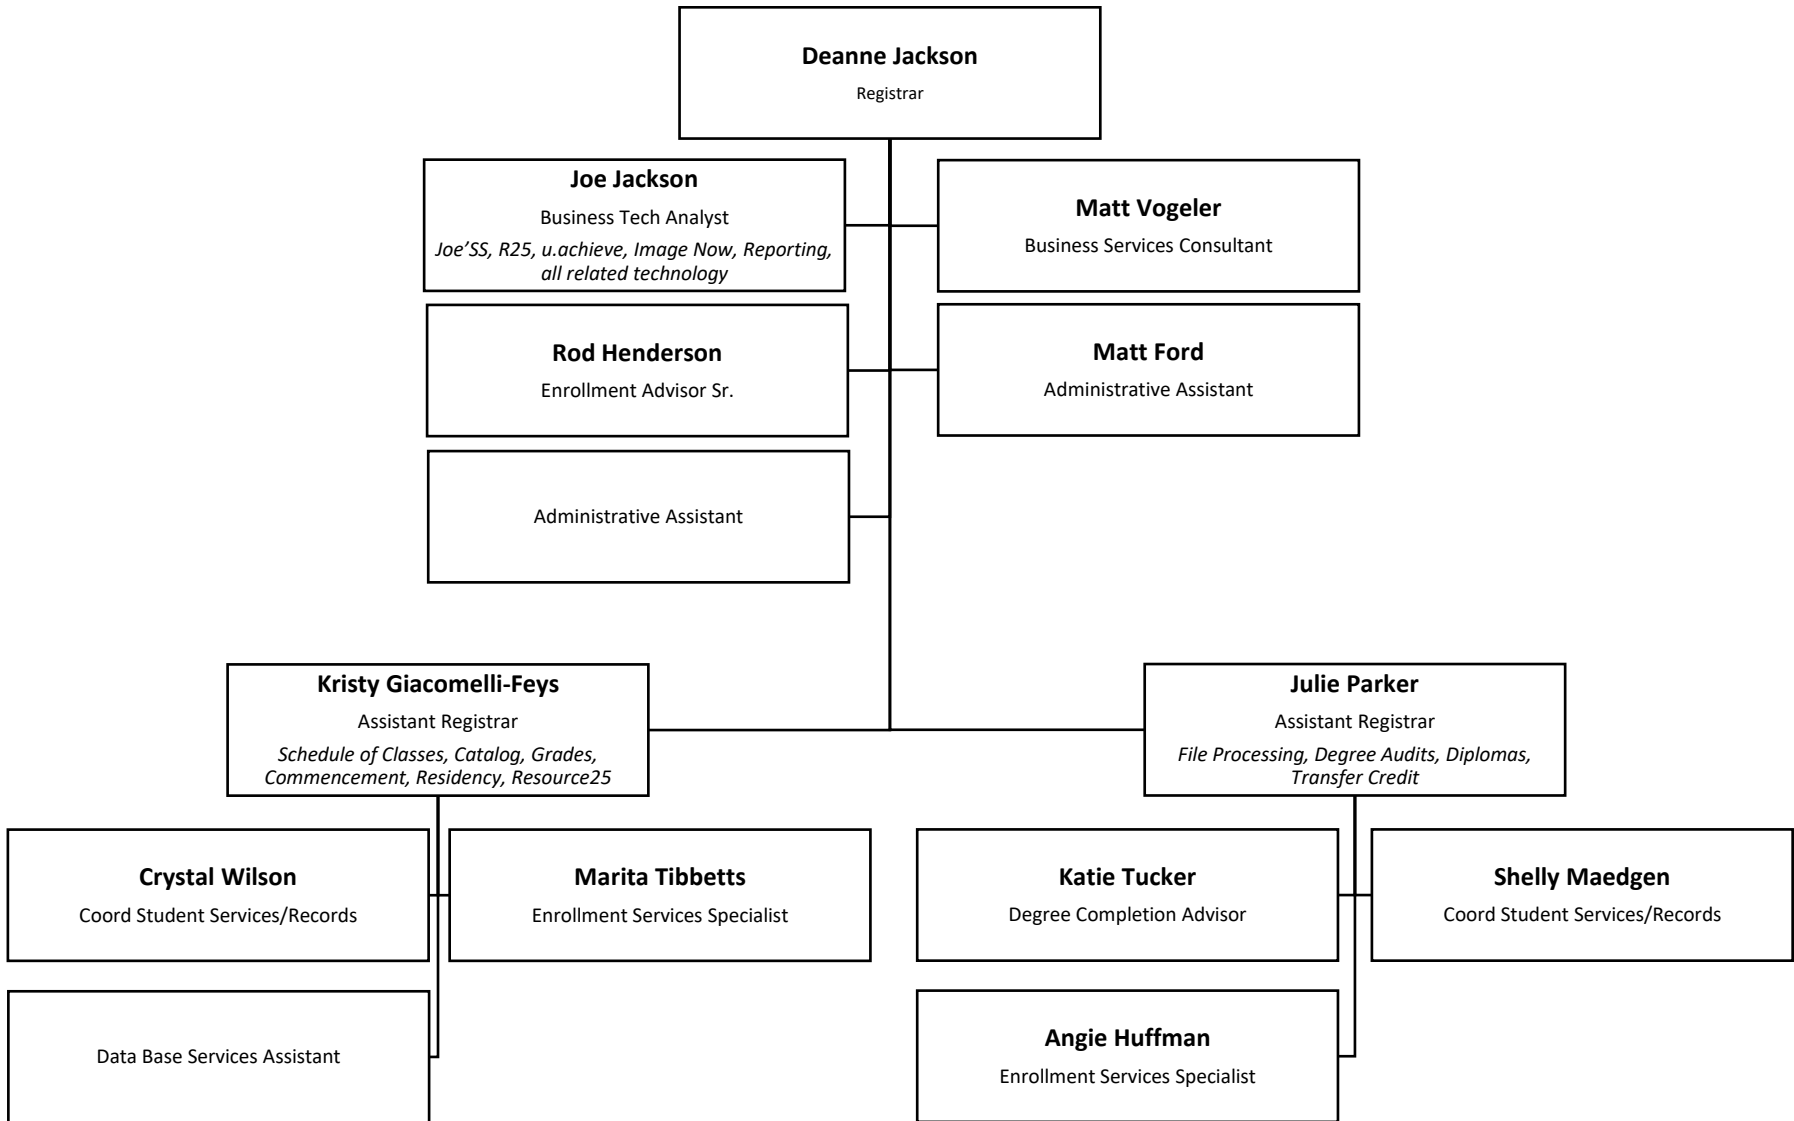 Deanne Jackson
Registrar
Joe Jackson
Business Tech Analyst
Joe’SS, R25, u.achieve, Image Now, Reporting,
all related technology
Matt Vogeler
Business Services Consultant
Rod Henderson
Enrollment Advisor Sr.
Matt Ford
Administrative Assistant
Administrative Assistant
Kristy Giacomelli-Feys
Assistant Registrar
Schedule of Classes, Catalog, Grades,
Commencement, Residency, Resource25
Julie Parker
Assistant Registrar
File Processing, Degree Audits, Diplomas,
Transfer Credit
Crystal Wilson
Coord Student Services/Records
Marita Tibbetts
Enrollment Services Specialist
Katie Tucker
Degree Completion Advisor
Shelly Maedgen
Coord Student Services/Records
Data Base Services Assistant
Angie Huffman
Enrollment Services Specialist